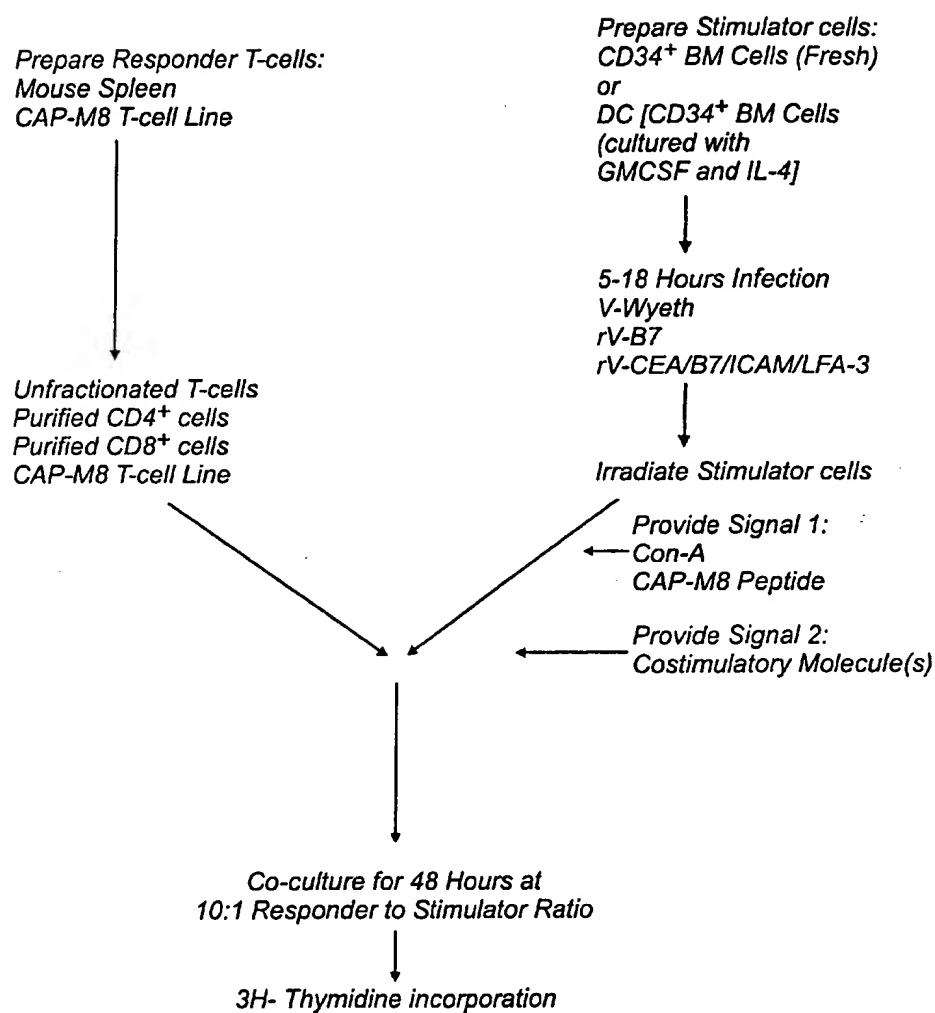 Prepare Responder T-cells:
Mouse Spleen
CAP-M8 T-cell Line
Unfractionated T-cells
Purified CD4+ cells
Purified CD8+ cells
CAP-M8 T-cell Line
Prepare Stimulator cells:
CD34+ BM Cells (Fresh)
or
DC [CD34+ BM Cells
(cultured with
GMCSF and IL-4]
5-18 Hours Infection
V-Wyeth
rV-B7
rV-CEA/B7/ICAM/LFA-3
Irradiate Stimulator cells
Provide Signal 1:
Con-A
CAP-M8 Peptide
Provide Signal 2:
Costimulatory Molecule(s)
Co-culture for 48 Hours at
10:1 Responder to Stimulator Ratio
3H- Thymidine incorporation